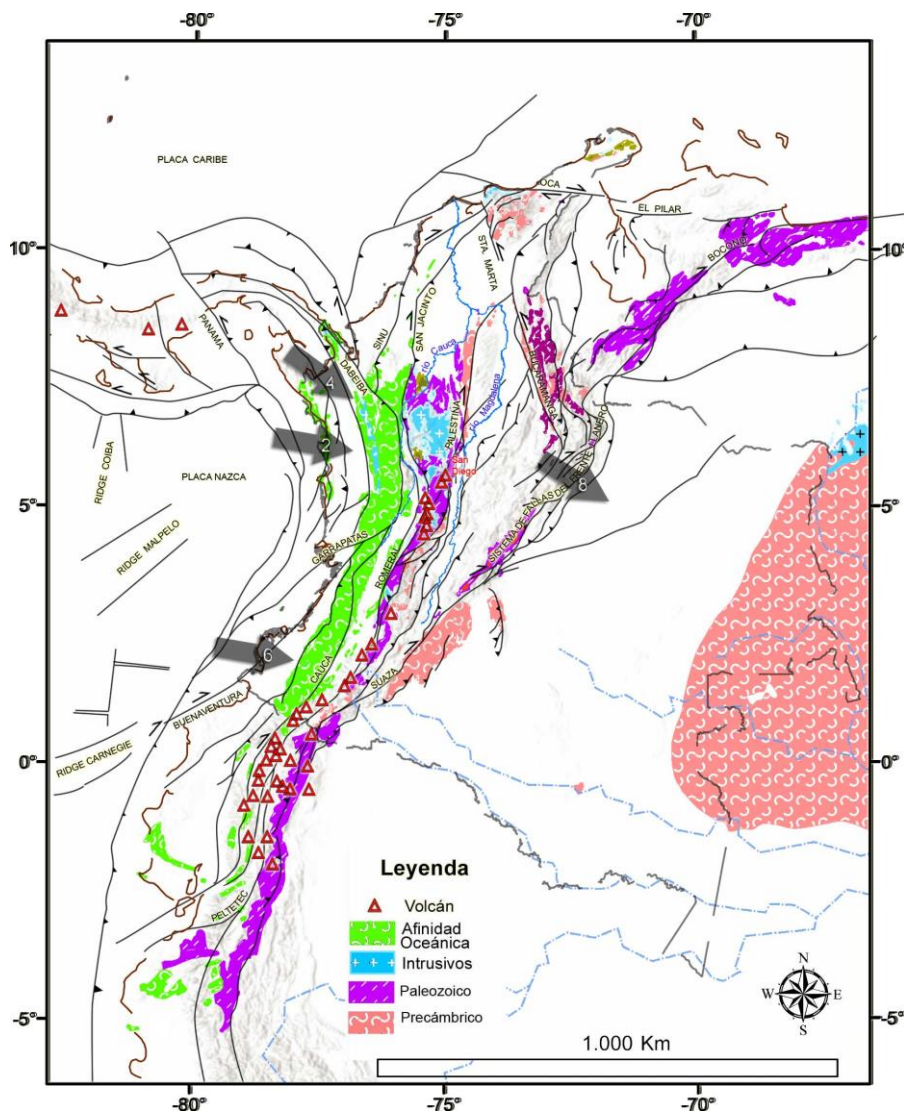 -80°
-75°
-70°
PLACA CARIBE
OCA
EL PILAR
10°
10°
BOCONÓ
STA. MARTA
SAN JACINTO
SINU
PANAMA
Río Cauca
DABEIBA
4
BUCARAMANGA
Río Magdalena
PALESTINA
2
San
Diego
RIDGE COIBA
PLACA NAZCA
8
SISTEMA DE FALLAS DEL FRENTE LLANERO
5°
5°
RIDGE MALPELO
GARRAPATAS
ROMERAL
6
CAUCA
SUAZA
BUENAVENTURA
RIDGE CARNEGIE
0°
0°
PELTETEC
Leyenda
Volcán
Afinidad
Oceánica
Intrusivos
Paleozoico
Precámbrico
N
W E
S
-5°
-5°
1.000 Km
-80°
-75°
-70°